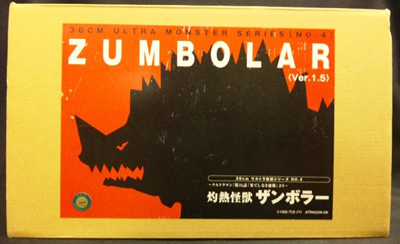 30CM ULTRA MONSTER SERIES [NO.4]
ZUMBOLAR
(Ver.1.5)
30cm ウルトラ怪獣シリーズ NO.4
灼熱怪獣 ザンボラー